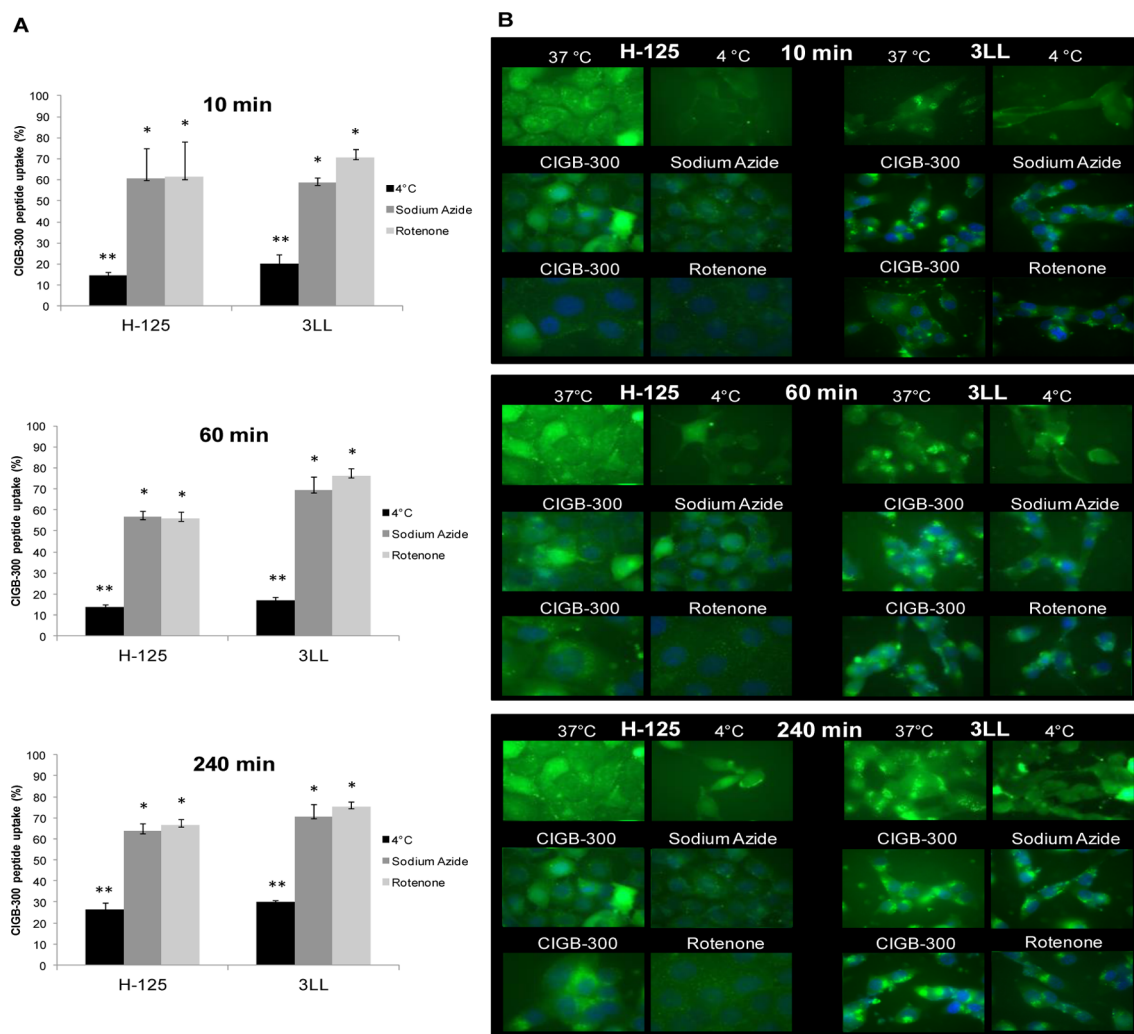 A
10 min
CIGB-300 peptide uptake (%)
100
90
80
70
60
50
40
30
20
10
0
**
*
*
**
*
*
H-125
3LL
4°C
Sodium Azide
Rotenone
60 min
CIGB-300 peptide uptake (%)
100
90
80
70
60
50
40
30
20
10
0
**
*
*
**
*
*
H-125
3LL
4°C
Sodium Azide
Rotenone
240 min
CIGB-300 peptide uptake (%)
100
90
80
70
60
50
40
30
20
10
0
**
*
*
**
*
*
H-125
3LL
4°C
Sodium Azide
Rotenone
B
37 °C H-125 4 °C 10 min 37 °C 3LL 4 °C
CIGB-300 Sodium Azide CIGB-300 Sodium Azide
CIGB-300 Rotenone CIGB-300 Rotenone
37°C H-125 4°C 60 min 37°C 3LL 4°C
CIGB-300 Sodium Azide CIGB-300 Sodium Azide
CIGB-300 Rotenone CIGB-300 Rotenone
37°C H-125 4°C 240 min 37°C 3LL 4°C
CIGB-300 Sodium Azide CIGB-300 Sodium Azide
CIGB-300 Rotenone CIGB-300 Rotenone